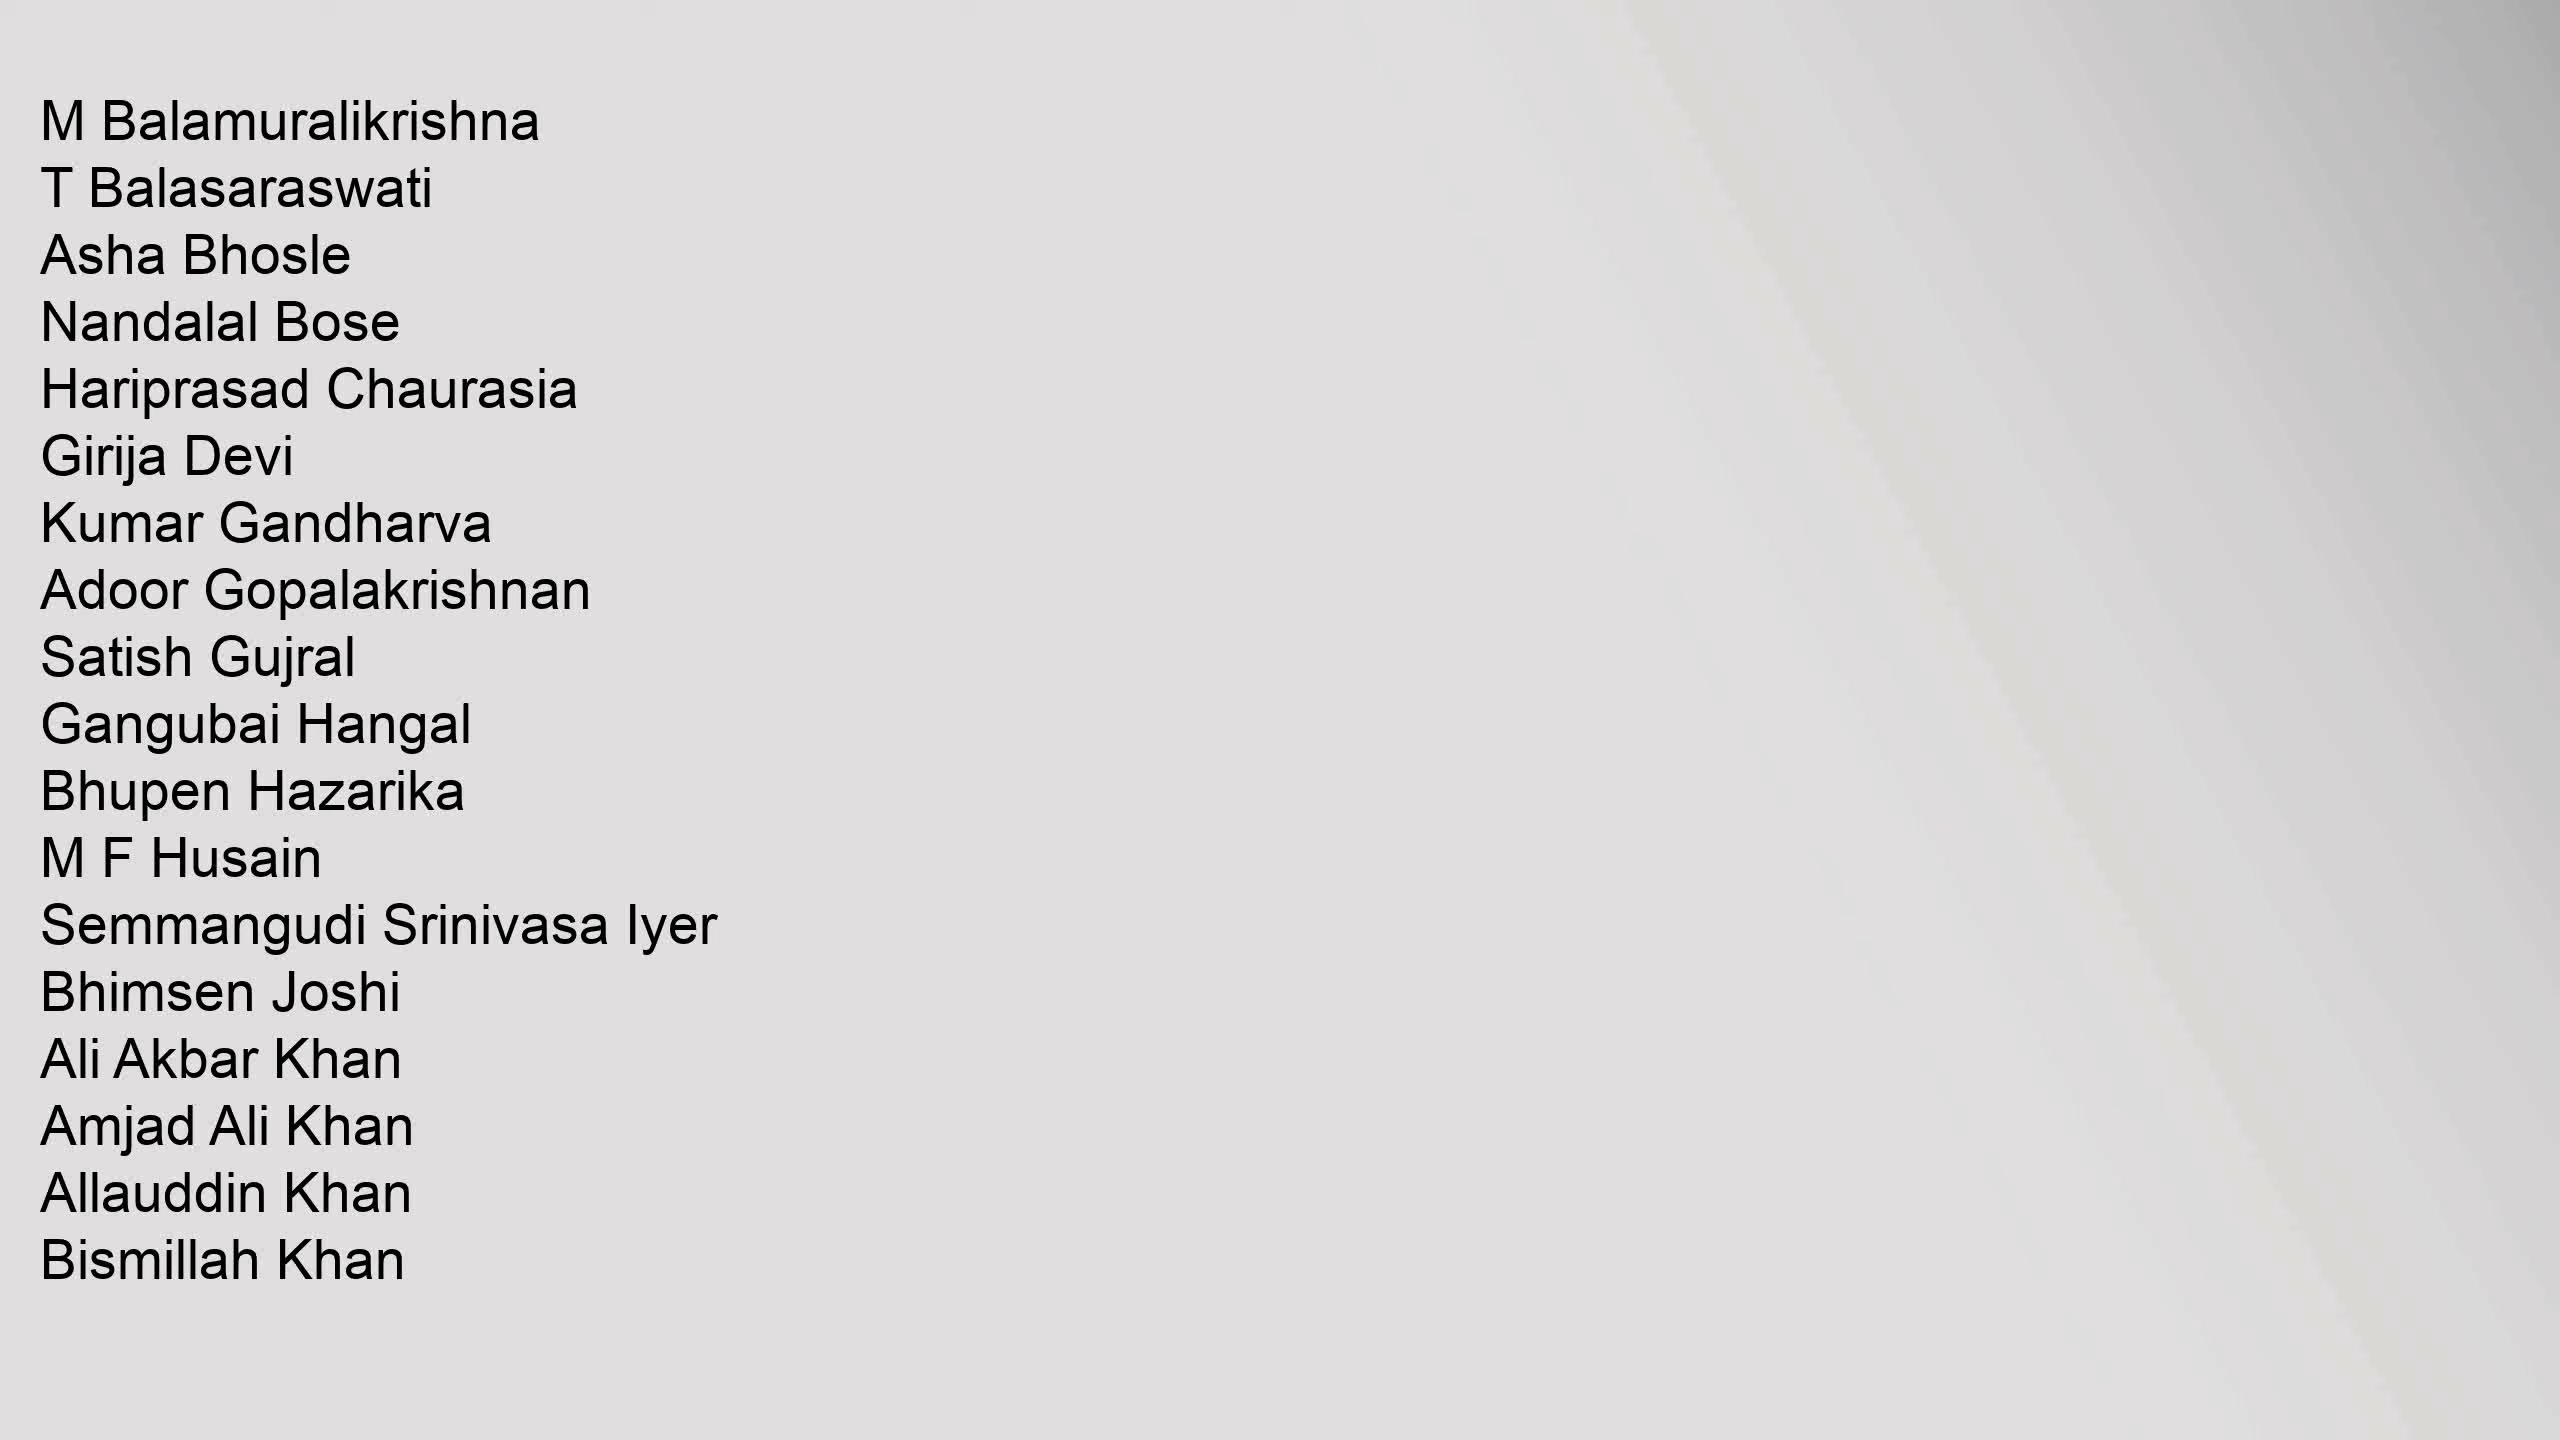 M Balamuralikrishna
T Balasaraswati
Asha Bhosle
Nandalal Bose
Hariprasad Chaurasia
Girija Devi
Kumar Gandharva
Adoor Gopalakrishnan
Satish Gujral
Gangubai Hangal
Bhupen Hazarika
M F Husain
Semmangudi Srinivasa Iyer
Bhimsen Joshi
Ali Akbar Khan
Amjad Ali Khan
Allauddin Khan
Bismillah Khan